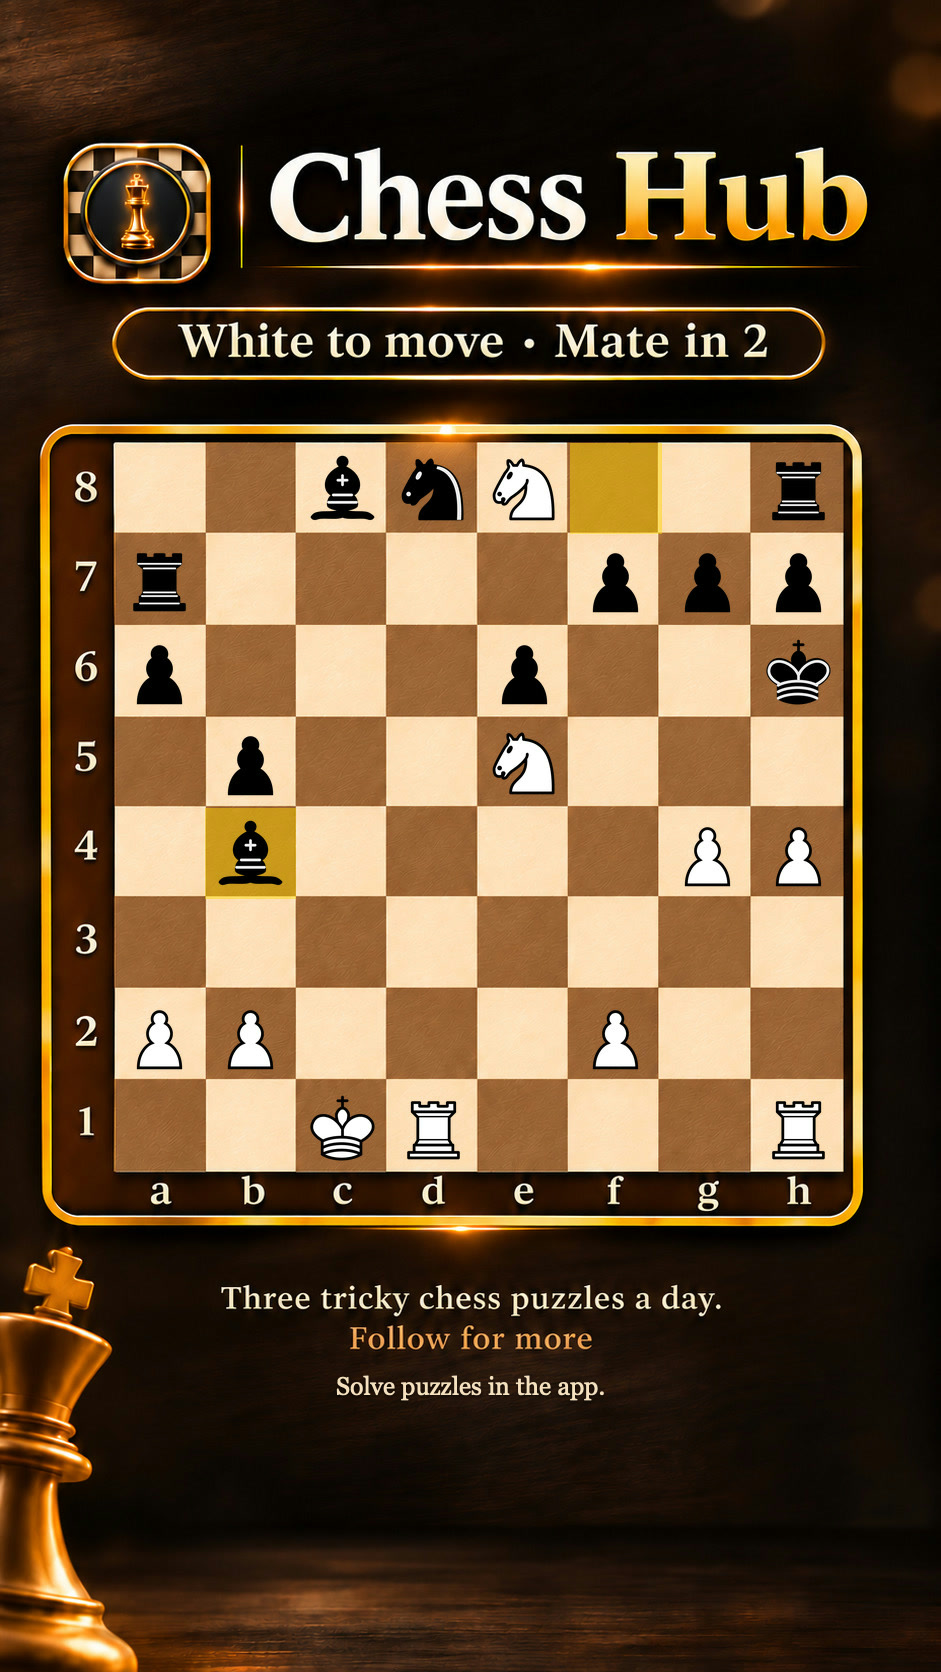 Chess Hub
White to move • Mate in 2
8
7
6
5
4
3
2
1
a b c d e f g h
Three tricky chess puzzles a day.
Follow for more
Solve puzzles in the app.